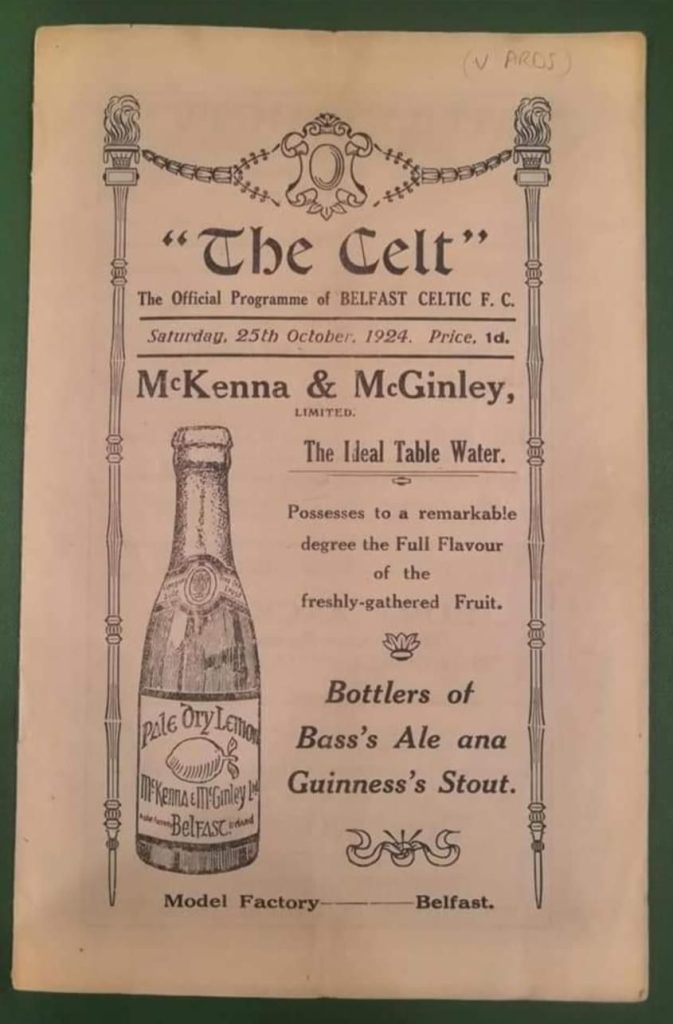 (V ARDS)
"The Celt"
The Official Programme of BELFAST CELTIC F. C.
Saturday, 25th October, 1924. Price, 1d.
McKenna & McGinley,
LIMITED.
The Ideal Table Water.
Possesses to a remarkable
degree the Full Flavour
of the
freshly-gathered Fruit.
Bottlers of
Bass's Ale and
Guinness's Stout.
Pale Dry Lemon
McKenna & McGinley Ltd
Belfast
Model Factory Belfast.